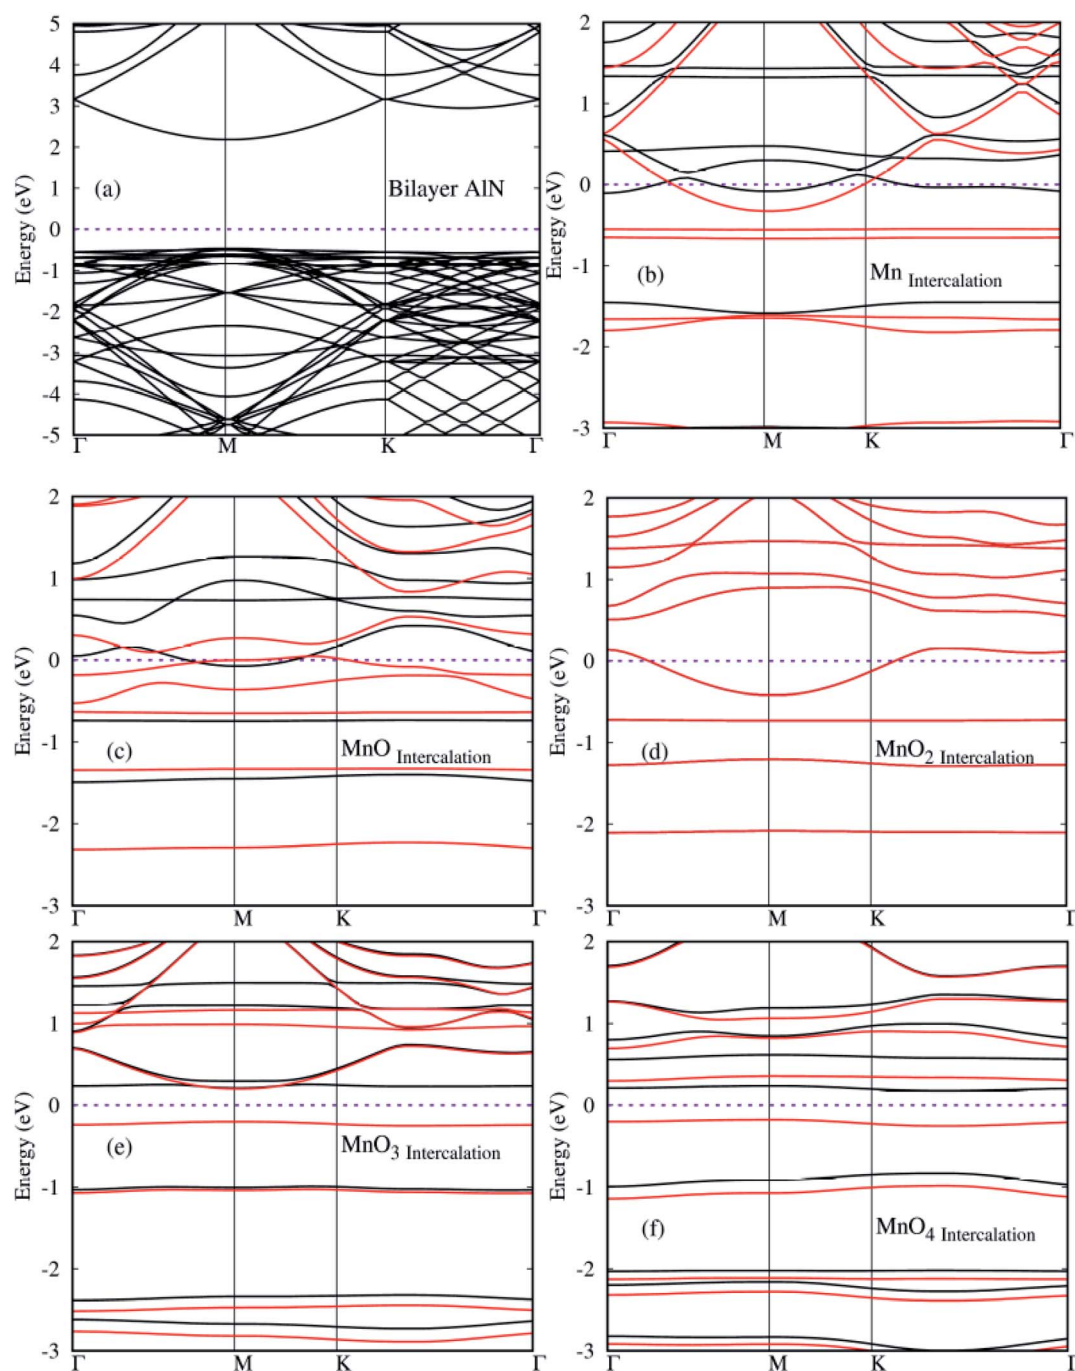 5
4
3
2
1
0
-1
-2
-3
-4
-5
Energy (eV)
(a)
Bilayer AlN
Γ M K Γ
2
1
0
-1
-2
-3
Energy (eV)
(b)
Mn Intercalation
Γ M K Γ
2
1
0
-1
-2
-3
Energy (eV)
(c)
MnO Intercalation
Γ M K Γ
2
1
0
-1
-2
-3
Energy (eV)
(d)
MnO₂ Intercalation
Γ M K Γ
2
1
0
-1
-2
-3
Energy (eV)
(e)
MnO₃ Intercalation
Γ M K Γ
2
1
0
-1
-2
-3
Energy (eV)
(f)
MnO₄ Intercalation
Γ M K Γ